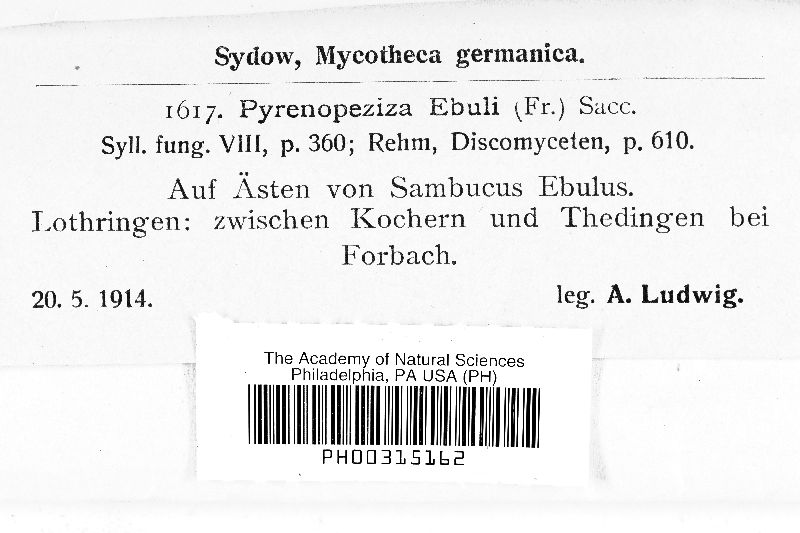 Sydow, Mycotheca germanica.
1617. Pyrenopeziza Ebuli (Fr.) Sacc.
Syll. fung. VIII, p. 360; Rehm, Discomyceten, p. 610.
Auf Ästen von Sambucus Ebulus.
Lothringen: zwischen Kochern und Thedingen bei
Forbach.
20. 5. 1914. leg. A. Ludwig.
The Academy of Natural Sciences
Philadelphia, PA USA (PH)
PH00315162